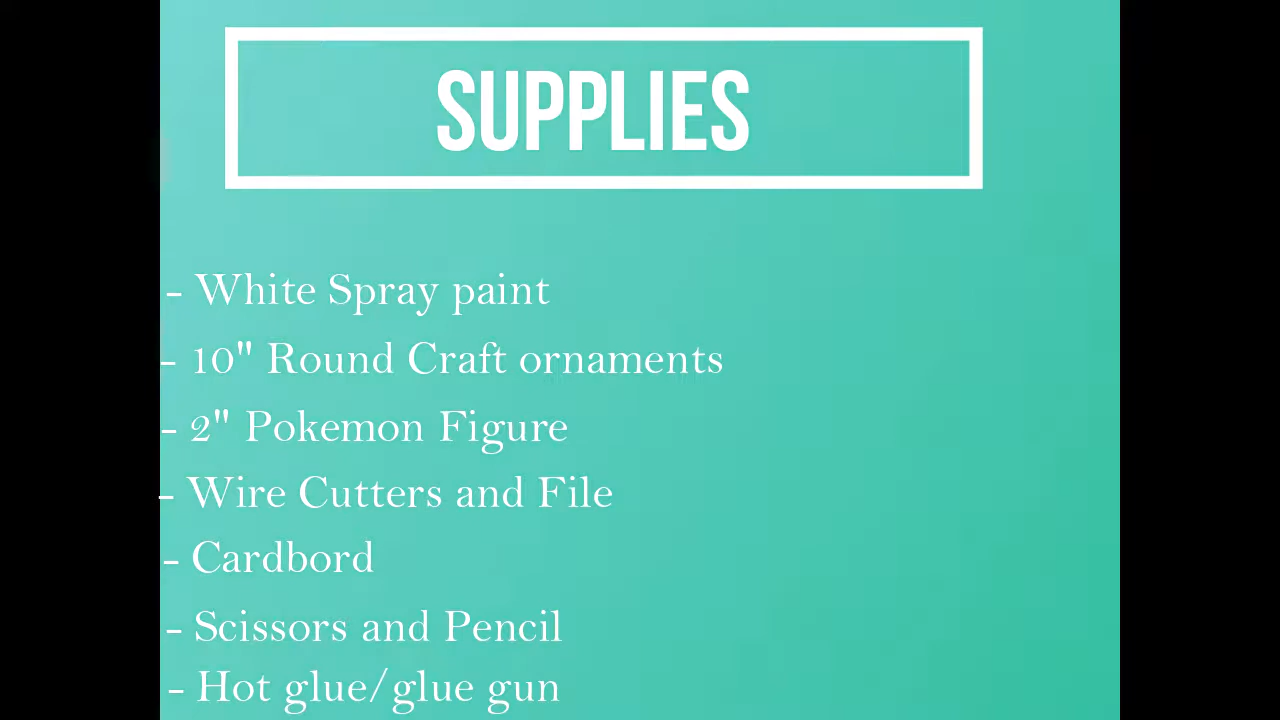 SUPPLIES
- White Spray paint
- 10" Round Craft ornaments
- 2" Pokemon Figure
- Wire Cutters and File
- Cardbord
- Scissors and Pencil
- Hot glue/glue gun